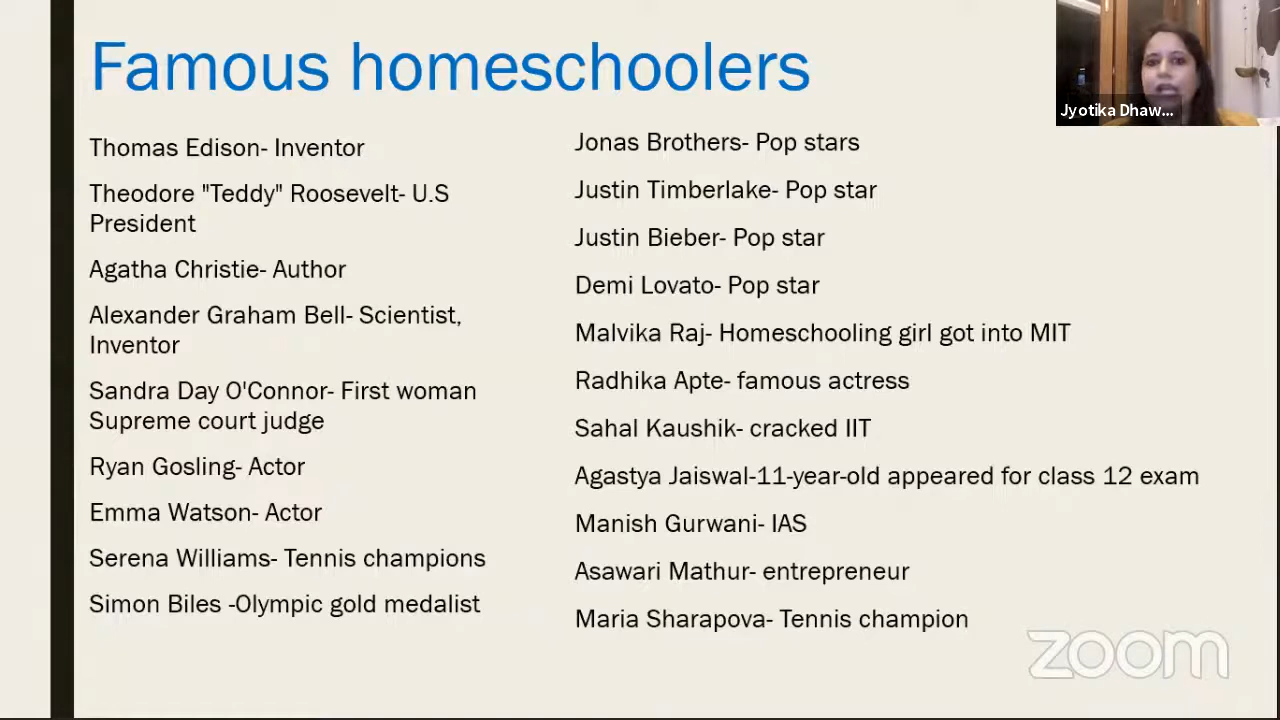 Famous homeschoolers
Thomas Edison- Inventor
Theodore "Teddy" Roosevelt- U.S
President
Agatha Christie- Author
Alexander Graham Bell- Scientist,
Inventor
Sandra Day O'Connor- First woman
Supreme court judge
Ryan Gosling- Actor
Emma Watson- Actor
Serena Williams- Tennis champions
Simon Biles -Olympic gold medalist
Jonas Brothers- Pop stars
Justin Timberlake- Pop star
Justin Bieber- Pop star
Demi Lovato- Pop star
Malvika Raj- Homeschooling girl got into MIT
Radhika Apte- famous actress
Sahal Kaushik- cracked IIT
Agastya Jaiswal-11-year-old appeared for class 12 exam
Manish Gurwani- IAS
Asawari Mathur- entrepreneur
Maria Sharapova- Tennis champion
Jyotika Dhaw...
zoom